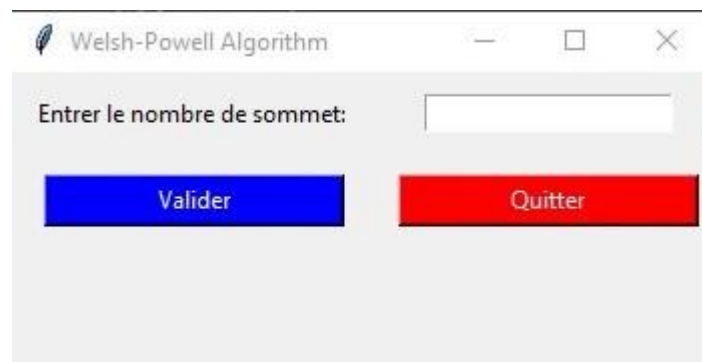 Welsh-Powell Algorithm
Entrer le nombre de sommet:
Valider Quitter